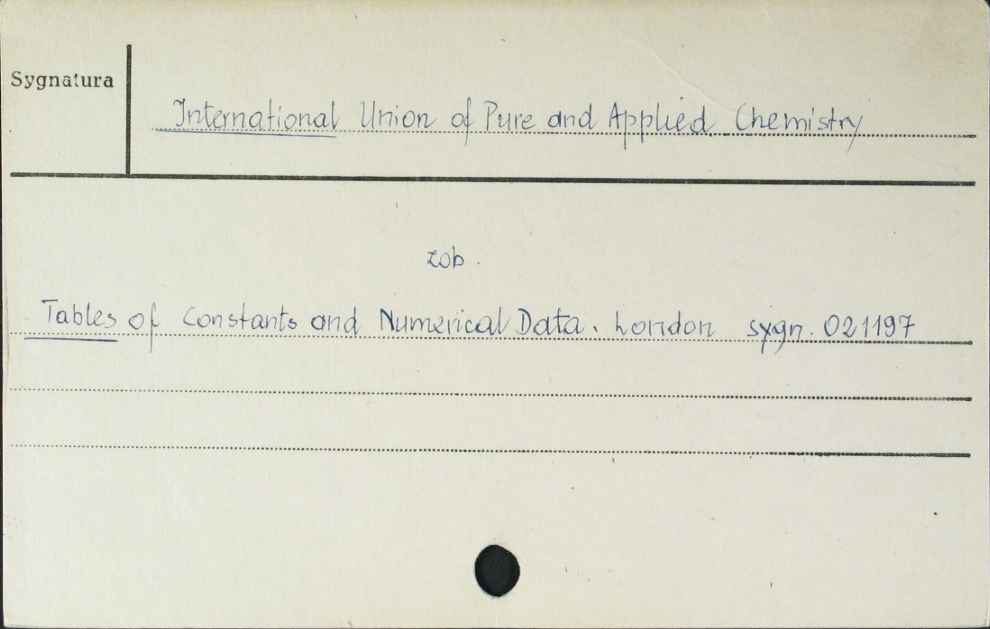 Sygnatura
International Union of Pure and Applied Chemistry
zob.
Tables of Constants and Numerical Data. London sygn. 021197